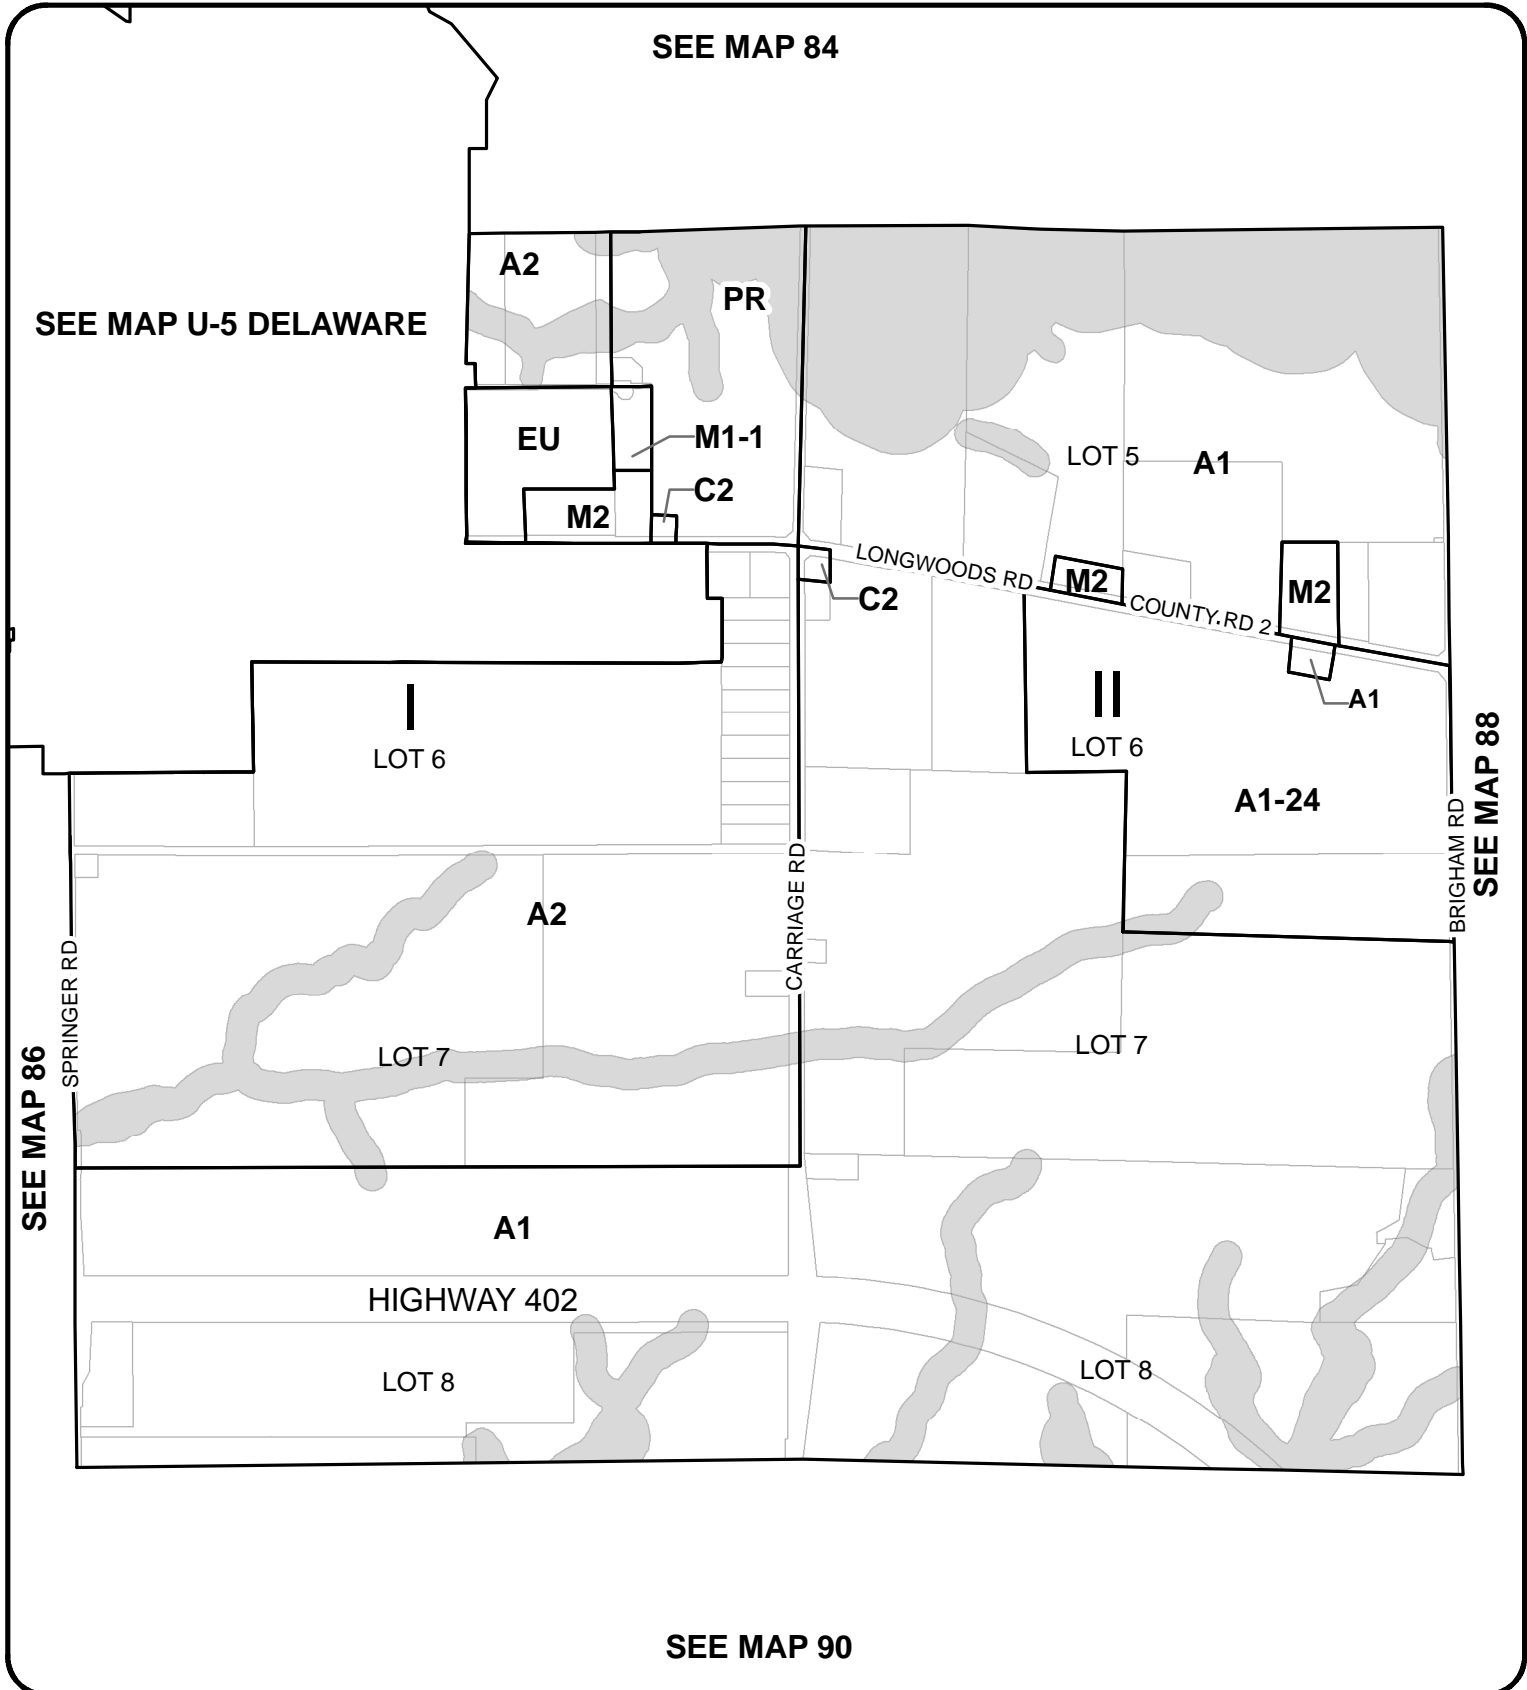 SEE MAP 84
A2
PR
SEE MAP U-5 DELAWARE
EU
M1-1
LOT 5
A1
C2
M2
LONGWOODS RD
M2
M2
C2
COUNTY RD 2
A1
I
II
LOT 6
LOT 6
SEE MAP 88
A1-24
BRIGHAM RD
CARRIAGE RD
A2
SPRINGER RD
LOT 7
LOT 7
SEE MAP 86
A1
HIGHWAY 402
LOT 8
LOT 8
SEE MAP 90